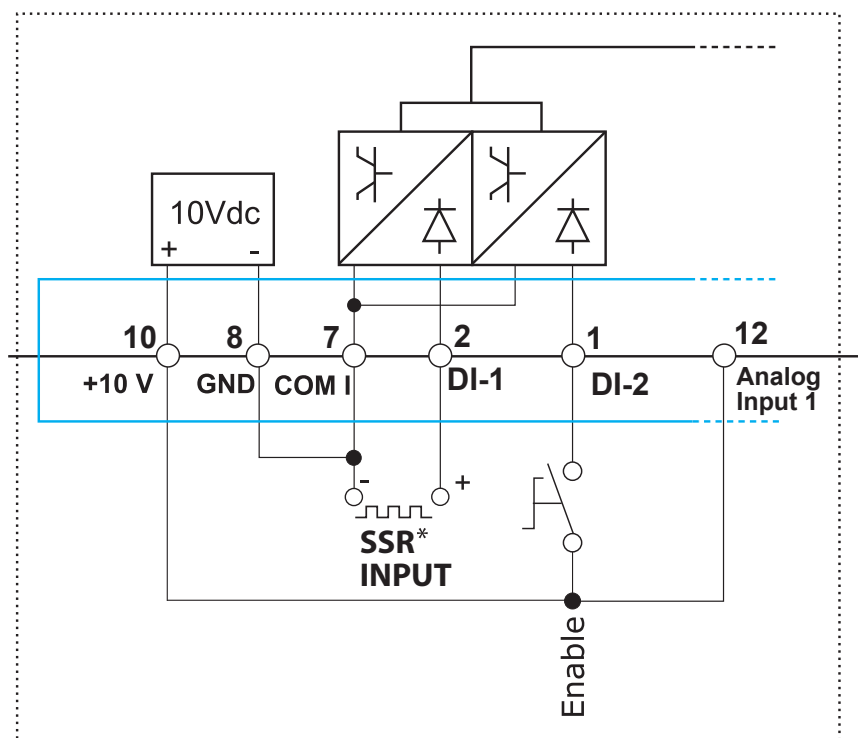 10Vdc
+ -
10 8 7 2 1 12
+10 V GND COM I DI-1 DI-2 Analog
Input 1
- +
SSR*
INPUT
Enable